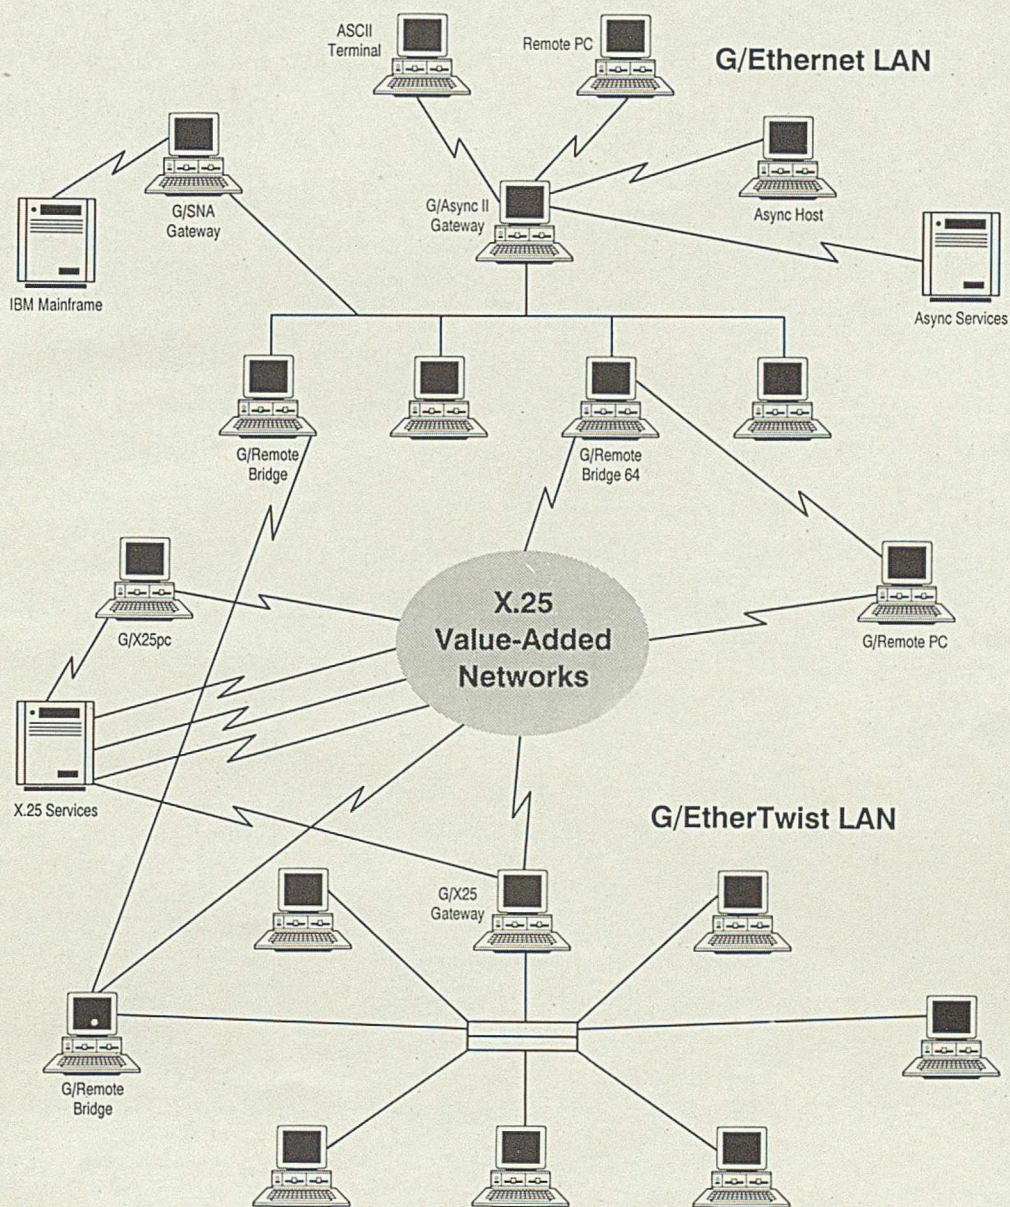 ASCII
Terminal
Remote PC
G/Ethernet LAN
G/SNA
Gateway
G/Async II
Gateway
Async Host
IBM Mainframe
Async Services
G/Remote
Bridge
G/Remote
Bridge 64
X.25
Value-Added
Networks
G/X25pc
G/Remote PC
X.25 Services
G/EtherTwist LAN
G/X25
Gateway
G/Remote
Bridge